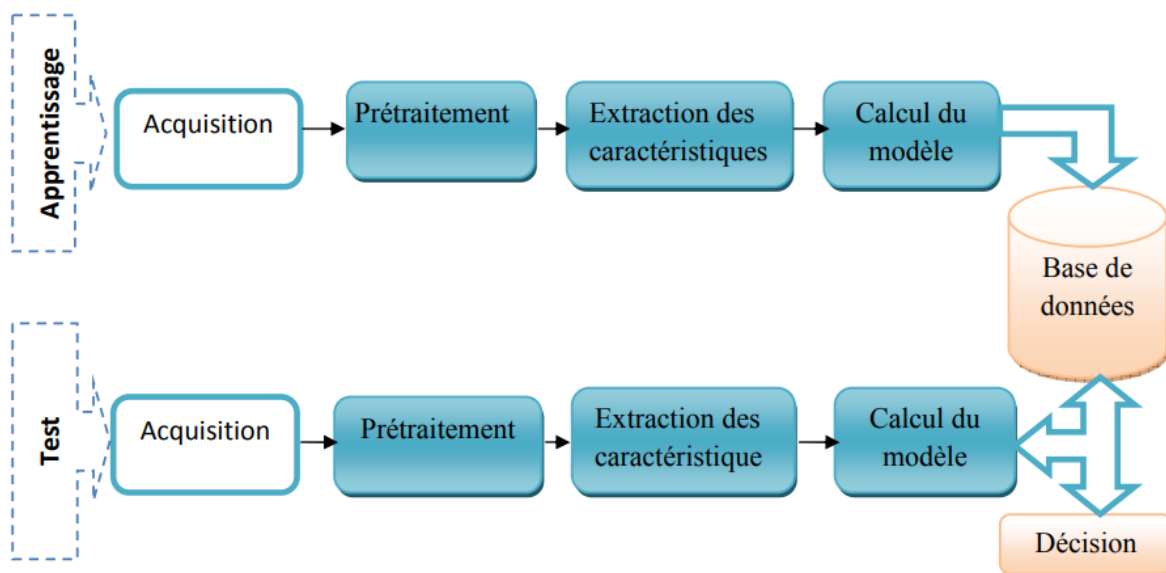 Apprentissage
Acquisition
Prétraitement
Extraction des
caractéristiques
Calcul du
modèle
Base de
données
Test
Acquisition
Prétraitement
Extraction des
caractéristique
Calcul du
modèle
Décision